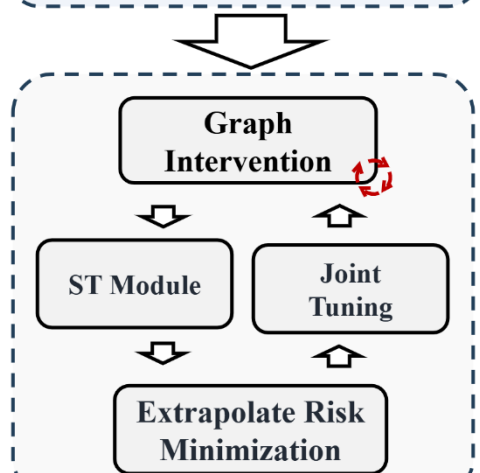 Graph
Intervention
ST Module
Joint
Tuning
Extrapolate Risk
Minimization